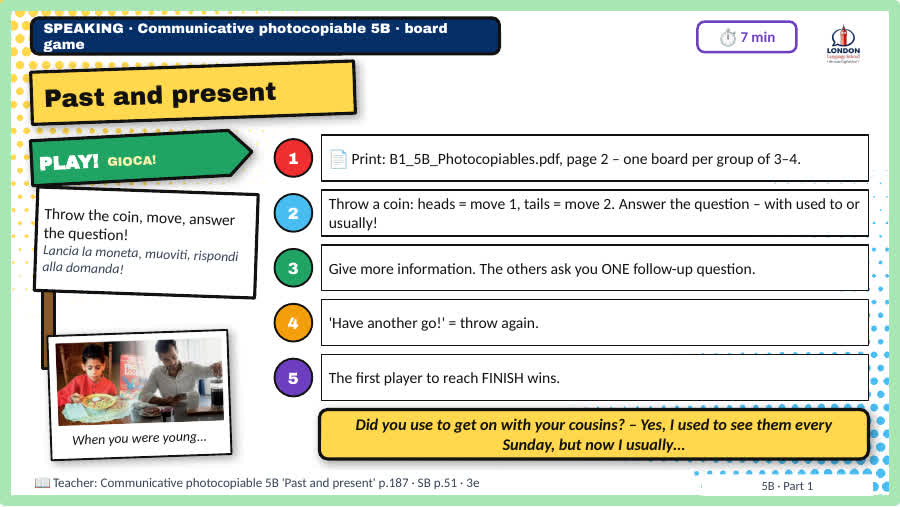 SPEAKING · Communicative photocopiable 5B · board
game
⏱️ 7 min
LONDON
Language School
Past and present
PLAY! GIOCA!
Throw the coin, move, answer
the question!
Lancia la moneta, muoviti, rispondi
alla domanda!
When you were young...
1
📄 Print: B1_5B_Photocopiables.pdf, page 2 – one board per group of 3–4.
2
Throw a coin: heads = move 1, tails = move 2. Answer the question – with used to or
usually!
3
Give more information. The others ask you ONE follow-up question.
4
'Have another go!' = throw again.
5
The first player to reach FINISH wins.
Did you use to get on with your cousins? – Yes, I used to see them every
Sunday, but now I usually...
📖 Teacher: Communicative photocopiable 5B 'Past and present' p.187 · SB p.51 · 3e
5B · Part 1